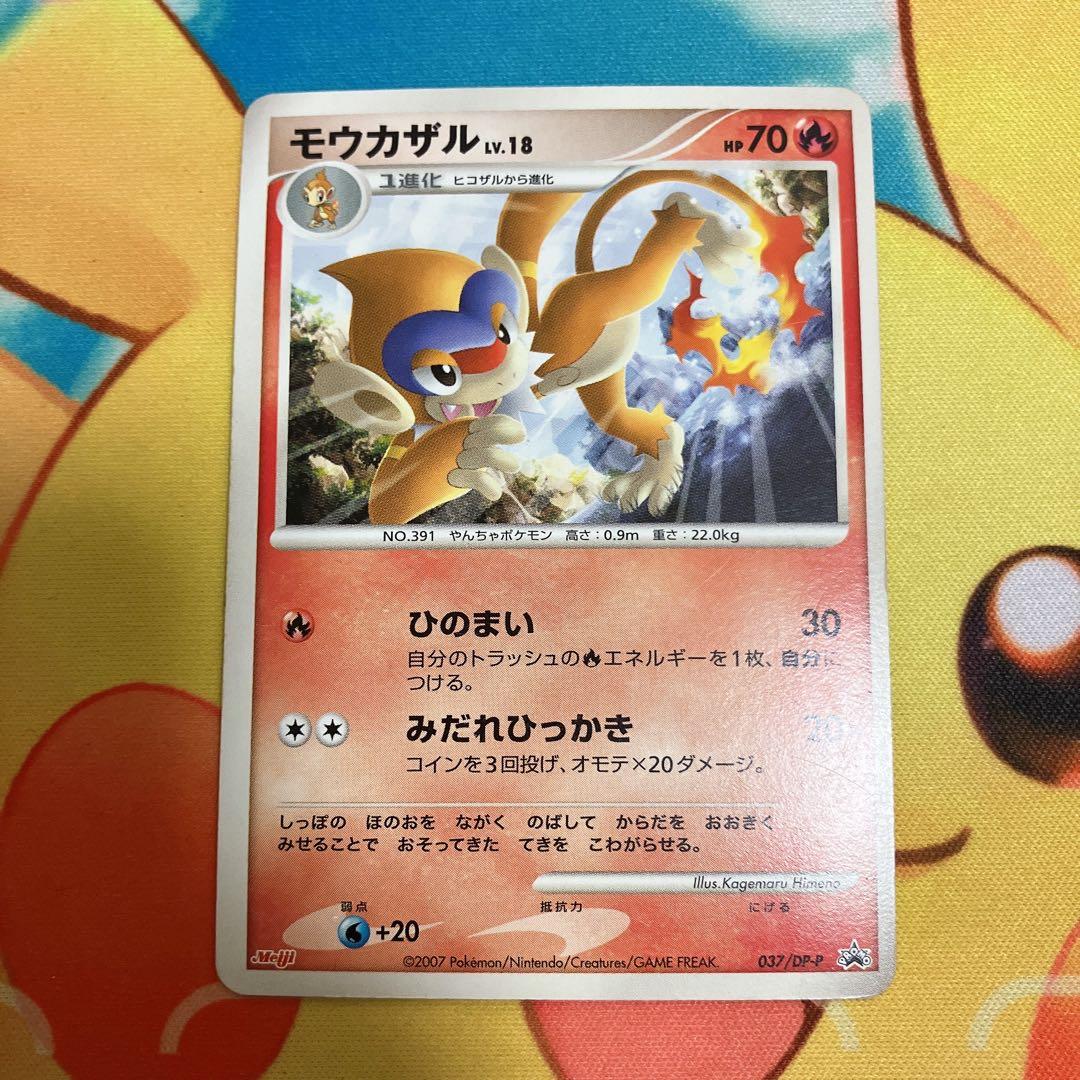 モウカザル LV.18 HP 70
1進化 ヒコザルから進化
NO.391 やんちゃポケモン 高さ:0.9m 重さ:22.0kg
ひのまい 30
自分のトラッシュのエネルギーを1枚、自分に
つける。
みだれひっかき 20
コインを3回投げ、オモテ×20ダメージ。
しっぽの ほのおを ながく のばして からだを おおきく
みせることで おそってきた てきを こわがらせる。
Illus.Kagemaru Himeno
弱点 抵抗力 にげる
+20
Meiji ©2007 Pokémon/Nintendo/Creatures/GAME FREAK. 037/DP-P PROMO